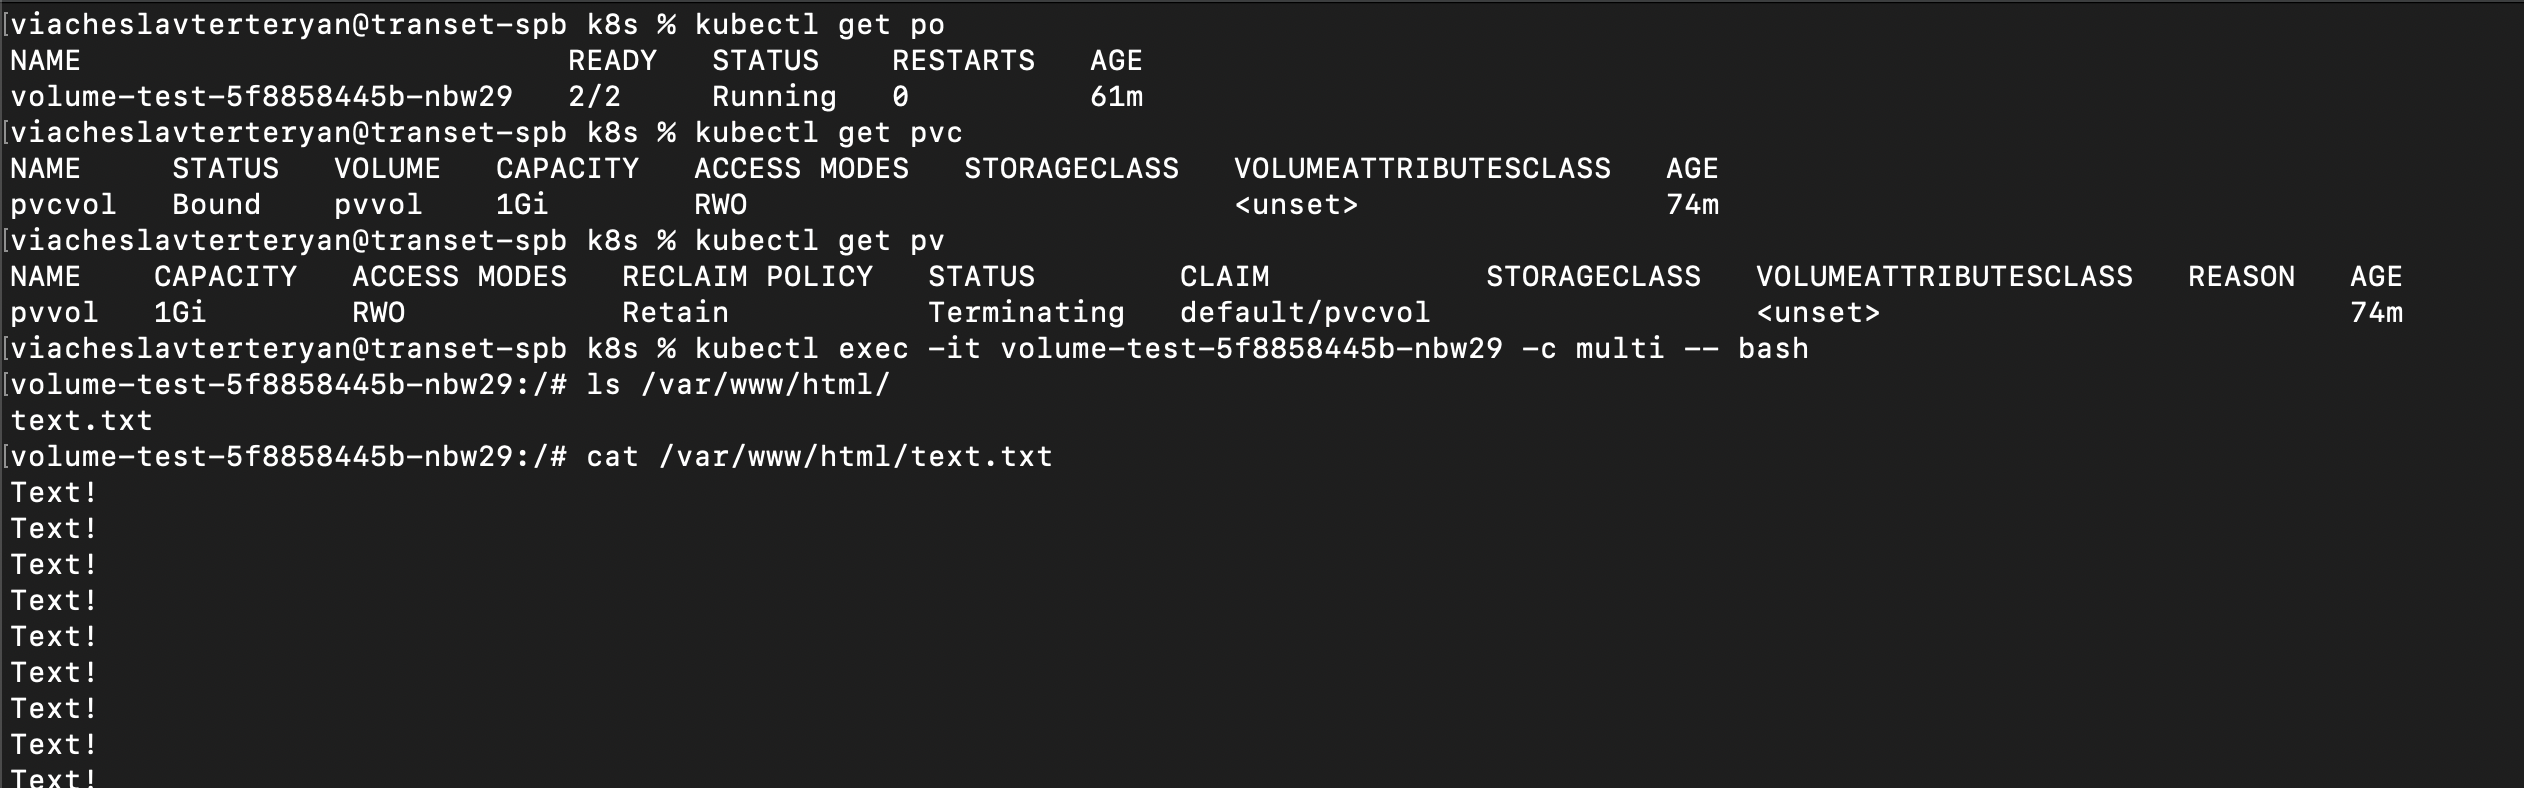 [viacheslavterteryan@transet-spb k8s % kubectl get po
NAME READY STATUS RESTARTS AGE
volume-test-5f8858445b-nbw29 2/2 Running 0 61m
[viacheslavterteryan@transet-spb k8s % kubectl get pvc
NAME STATUS VOLUME CAPACITY ACCESS MODES STORAGECLASS VOLUMEATTRIBUTESCLASS AGE
pvcvol Bound pvvol 1Gi RWO <unset> 74m
[viacheslavterteryan@transet-spb k8s % kubectl get pv
NAME CAPACITY ACCESS MODES RECLAIM POLICY STATUS CLAIM STORAGECLASS VOLUMEATTRIBUTESCLASS REASON AGE
pvvol 1Gi RWO Retain Terminating default/pvcvol <unset> 74m
[viacheslavterteryan@transet-spb k8s % kubectl exec -it volume-test-5f8858445b-nbw29 -c multi -- bash
[volume-test-5f8858445b-nbw29:/# ls /var/www/html/
text.txt
[volume-test-5f8858445b-nbw29:/# cat /var/www/html/text.txt
Text!
Text!
Text!
Text!
Text!
Text!
Text!
Text!
Text!